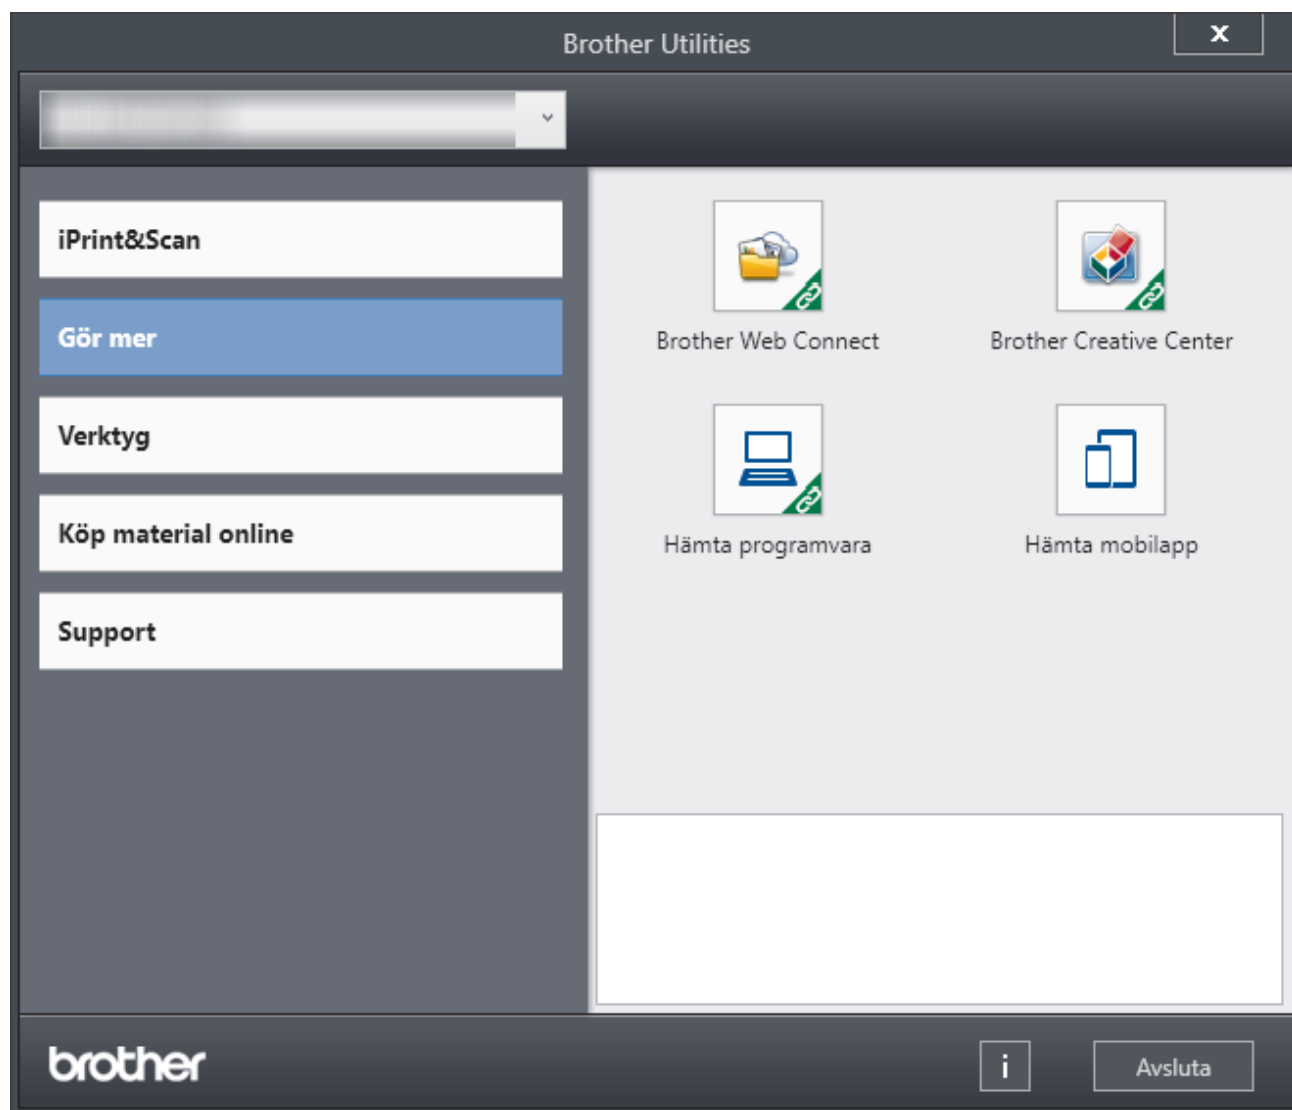 Brother Utilities
x
iPrint&Scan
Gör mer
Verktyg
Köp material online
Support
Brother Web Connect
Brother Creative Center
Hämta programvara
Hämta mobilapp
brother
i
Avsluta